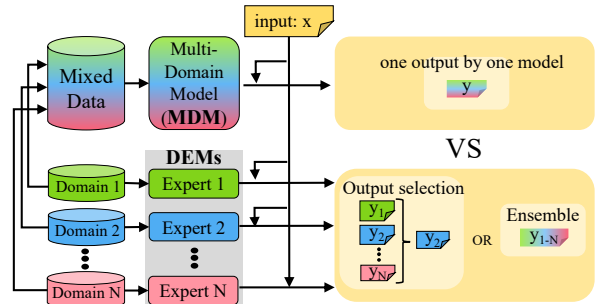 input: x
Mixed
Data
Multi-
Domain
Model
(MDM)
one output by one model
y
VS
DEMs
Domain 1
Expert 1
Domain 2
Expert 2
Domain N
Expert N
Output selection
y1
y2
yN
y2
OR
Ensemble
y1-N